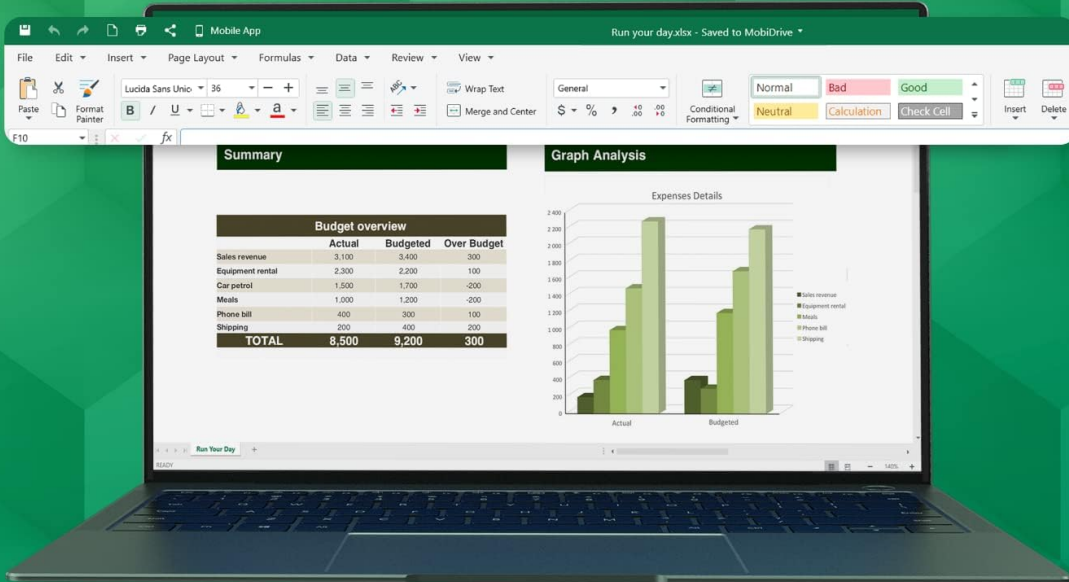 Mobile App
Run your day.xlsx - Saved to MobiDrive
File Edit Insert Page Layout Formulas Data Review View
Paste
Format Painter
Lucida Sans Unic 36
B I U a
Wrap Text
Merge and Center
General
$ % ,
Conditional Formatting
Normal Bad Good
Neutral Calculation Check Cell
Insert Delete
F10 fx
Summary
Budget overview
Actual Budgeted Over Budget
Sales revenue 3,100 3,400 300
Equipment rental 2,300 2,200 100
Car petrol 1,500 1,700 -200
Meals 1,000 1,200 -200
Phone bill 400 300 100
Shipping 200 400 200
TOTAL 8,500 9,200 300
Graph Analysis
Expenses Details
2 400
2 200
2 000
1 800
1 600
1 400
1 200
1 000
800
600
400
200
0
Actual Budgeted
Sales revenue
Equipment rental
Meals
Phone bill
Shipping
Run Your Day +
READY
140%